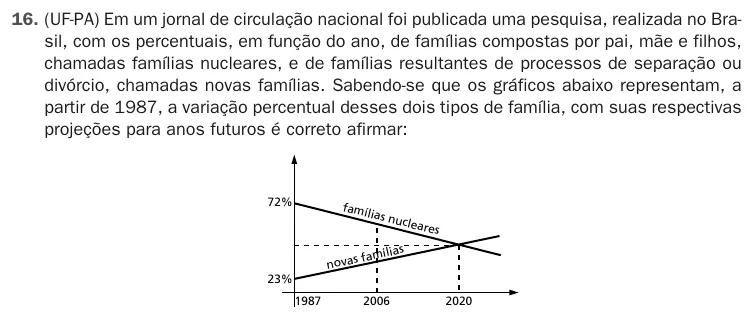 16. (UF-PA) Em um jornal de circulação nacional foi publicada uma pesquisa, realizada no Bra-
sil, com os percentuais, em função do ano, de famílias compostas por pai, mãe e filhos,
chamadas famílias nucleares, e de famílias resultantes de processos de separação ou
divórcio, chamadas novas famílias. Sabendo-se que os gráficos abaixo representam, a
partir de 1987, a variação percentual desses dois tipos de família, com suas respectivas
projeções para anos futuros é correto afirmar:
72%
famílias nucleares
novas famílias
23%
1987 2006 2020